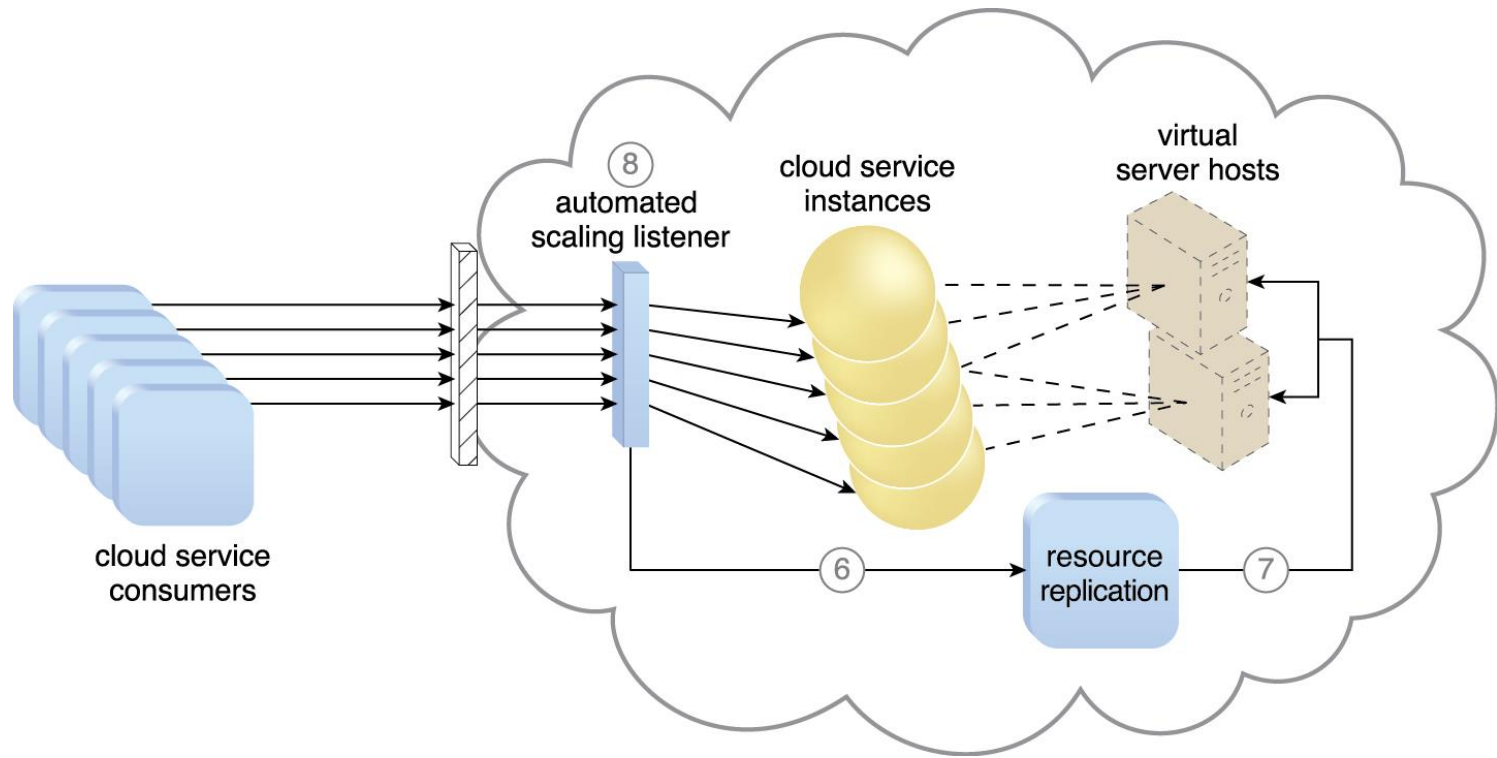 8
automated
scaling listener
cloud service
instances
virtual
server hosts
cloud service
consumers
6
resource
replication
7